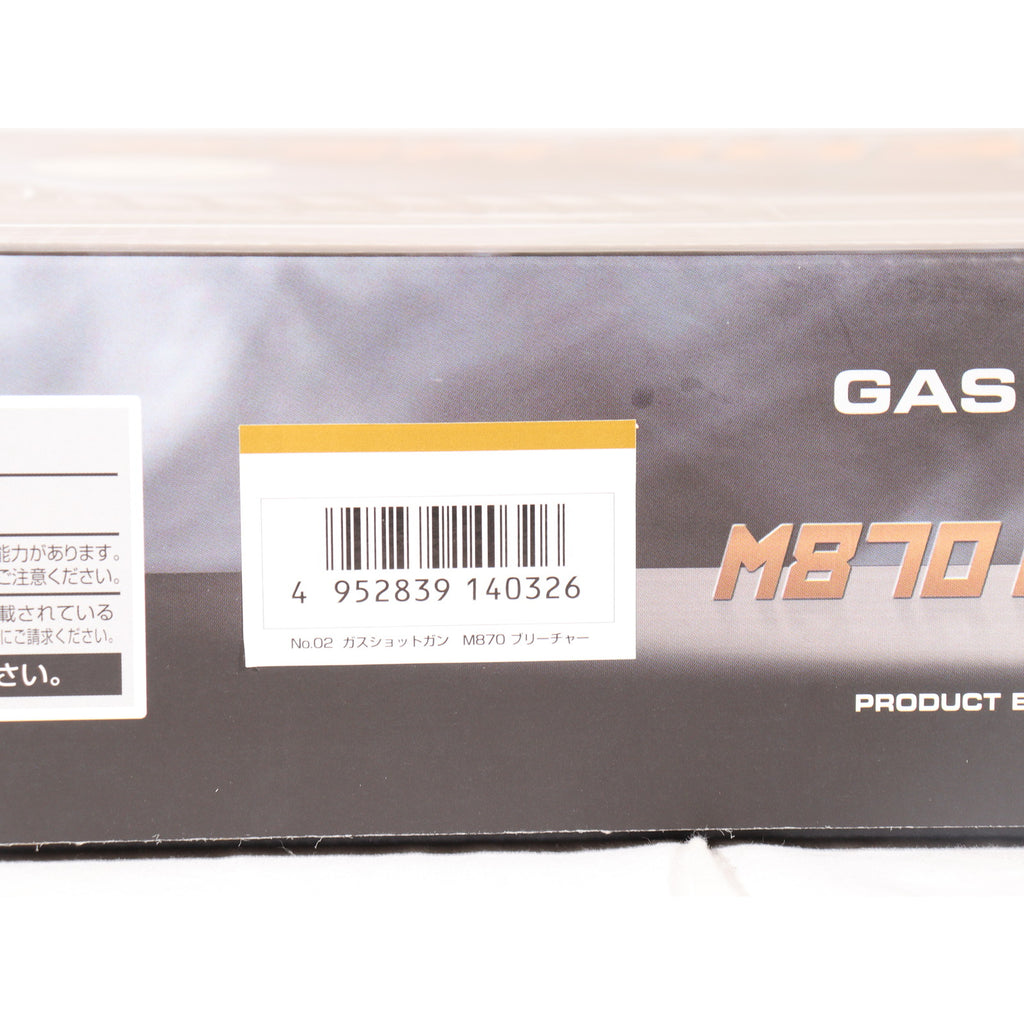 能力があります。
ご注意ください。
載されている
にご請求ください。
さい。
4 952839 140326
No.02 ガスショットガン M870 ブリーチャー
GAS
M870
PRODUCT